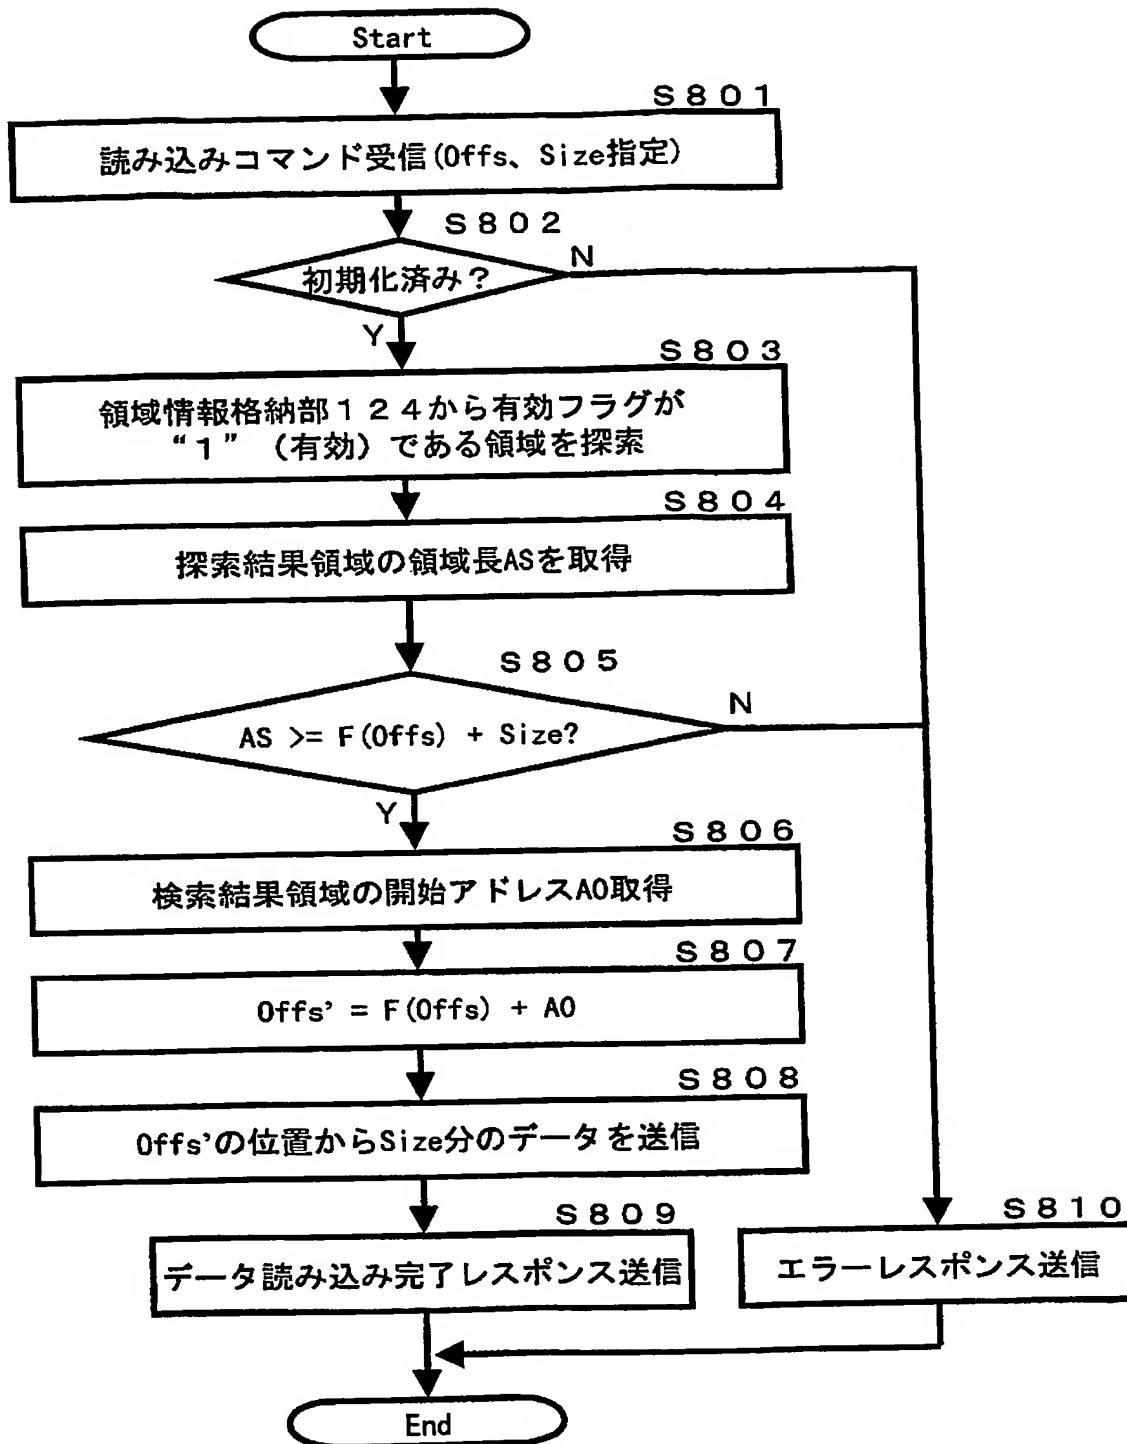 Start
S801
読み込みコマンド受信(Offs、Size指定)
S802
初期化済み?
N
Y
S803
領域情報格納部124から有効フラグが
“1”(有効)である領域を探索
S804
探索結果領域の領域長ASを取得
S805
AS >= F(Offs) + Size?
N
Y
S806
検索結果領域の開始アドレスAO取得
S807
Offs' = F(Offs) + AO
S808
Offs'の位置からSize分のデータを送信
S809
データ読み込み完了レスポンス送信
S810
エラーレスポンス送信
End